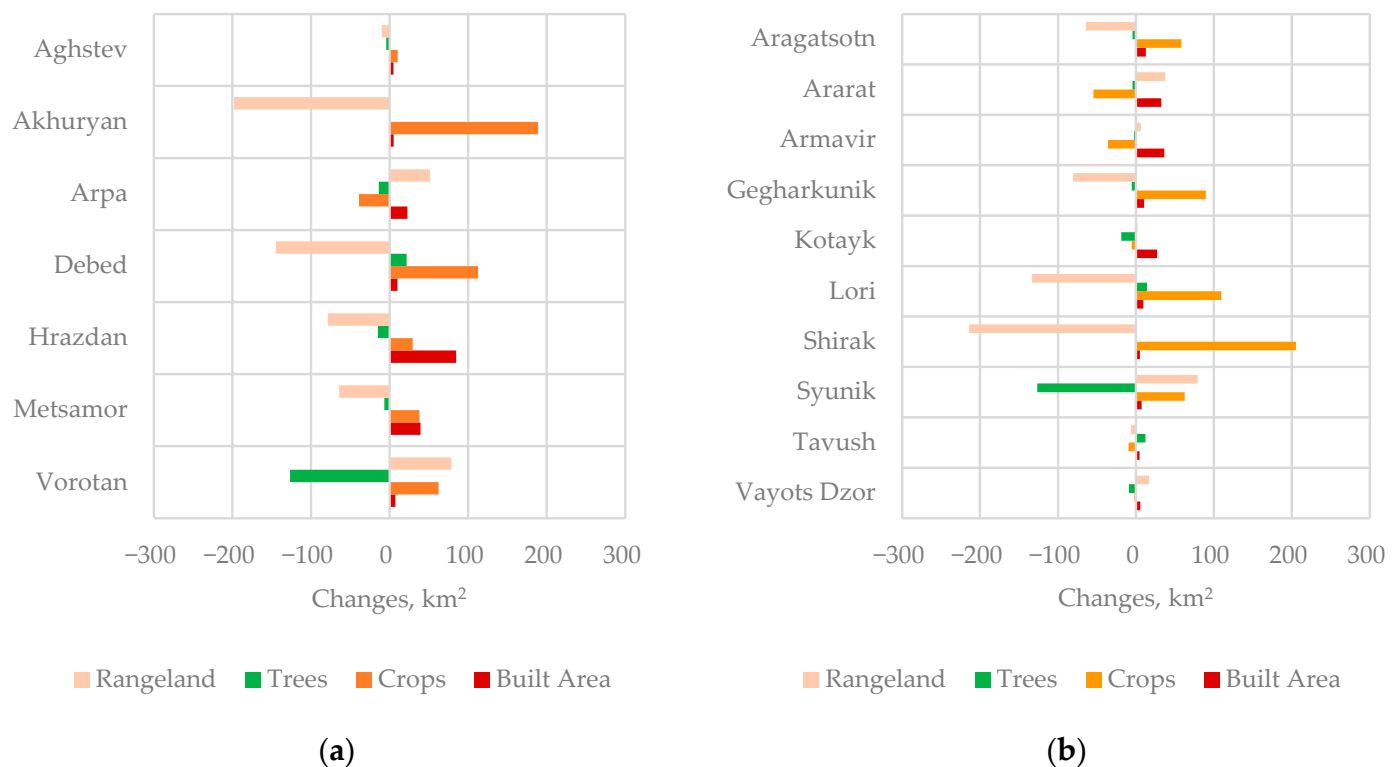 Aghstev
Akhuryan
Arpa
Debed
Hrazdan
Metsamor
Vorotan
−300 −200 −100 0 100 200 300
Changes, km²
Rangeland Trees Crops Built Area
(a)
Aragatsotn
Ararat
Armavir
Gegharkunik
Kotayk
Lori
Shirak
Syunik
Tavush
Vayots Dzor
−300 −200 −100 0 100 200 300
Changes, km²
Rangeland Trees Crops Built Area
(b)